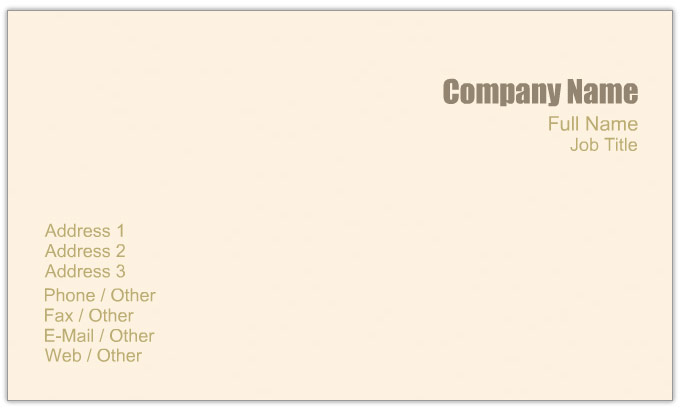 Company Name
Full Name
Job Title
Address 1
Address 2
Address 3
Phone / Other
Fax / Other
E-Mail / Other
Web / Other